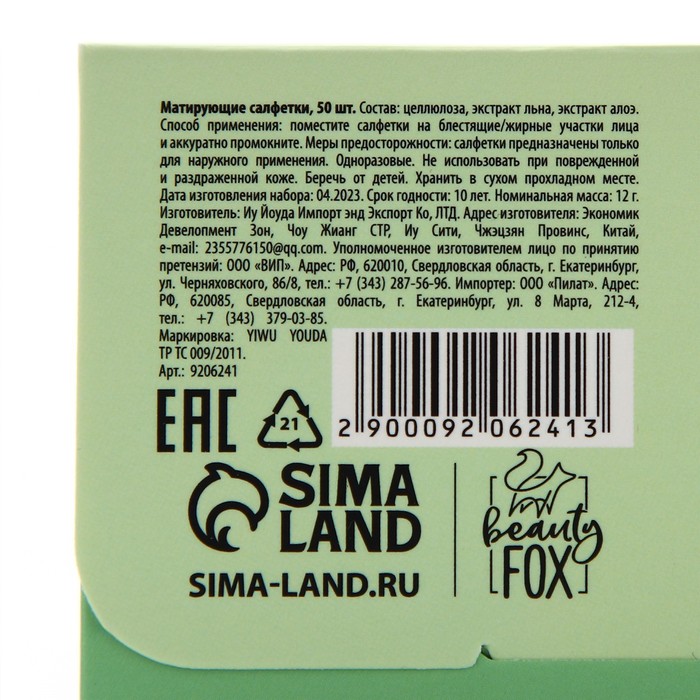 Матирующие салфетки, 50 шт. Состав: целлюлоза, экстракт льна, экстракт алоэ.
Способ применения: поместите салфетки на блестящие/жирные участки лица
и аккуратно промокните. Меры предосторожности: салфетки предназначены только
для наружного применения. Одноразовые. Не использовать при поврежденной
и раздраженной коже. Беречь от детей. Хранить в сухом прохладном месте.
Дата изготовления набора: 04.2023. Срок годности: 10 лет. Номинальная масса: 12 г.
Изготовитель: Иу Йоуда Импорт энд Экспорт Ко, ЛТД. Адрес изготовителя: Экономик
Девелопмент Зон, Чоу Жианг СТР, Иу Сити, Чжэцзян Провинс, Китай,
e-mail: 2355776150@qq.com. Уполномоченное изготовителем лицо по принятию
претензий: ООО «ВИП». Адрес: РФ, 620010, Свердловская область, г. Екатеринбург,
ул. Черняховского, 86/8, тел.: +7 (343) 287-56-96. Импортер: ООО «Пилат». Адрес:
РФ, 620085, Свердловская область, г. Екатеринбург, ул. 8 Марта, 212-4,
тел.: +7 (343) 379-03-85.
Маркировка: YIWU YOUDA
ТР ТС 009/2011.
Арт.: 9206241
EAC
21
2 900092 062413
SIMA
LAND
SIMA-LAND.RU
beauty
FOX